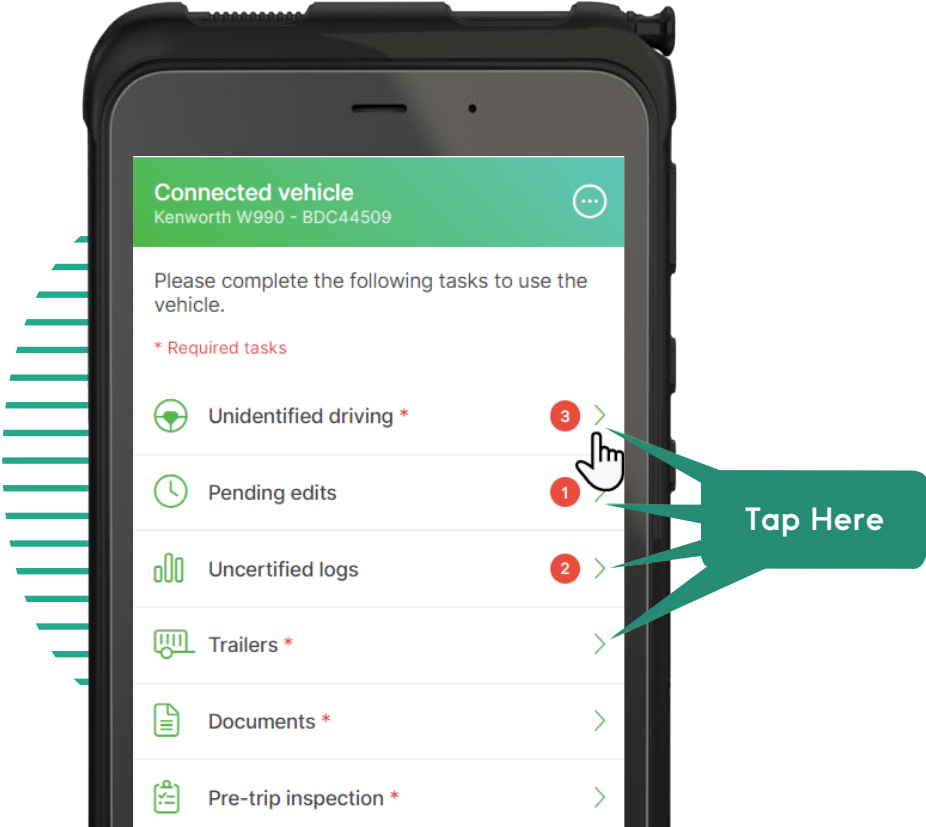 Connected vehicle
Kenworth W990 - BDC44509
Please complete the following tasks to use the
vehicle.
* Required tasks
Unidentified driving * 3
Pending edits 1
Uncertified logs 2
Trailers *
Documents *
Pre-trip inspection *
Tap Here